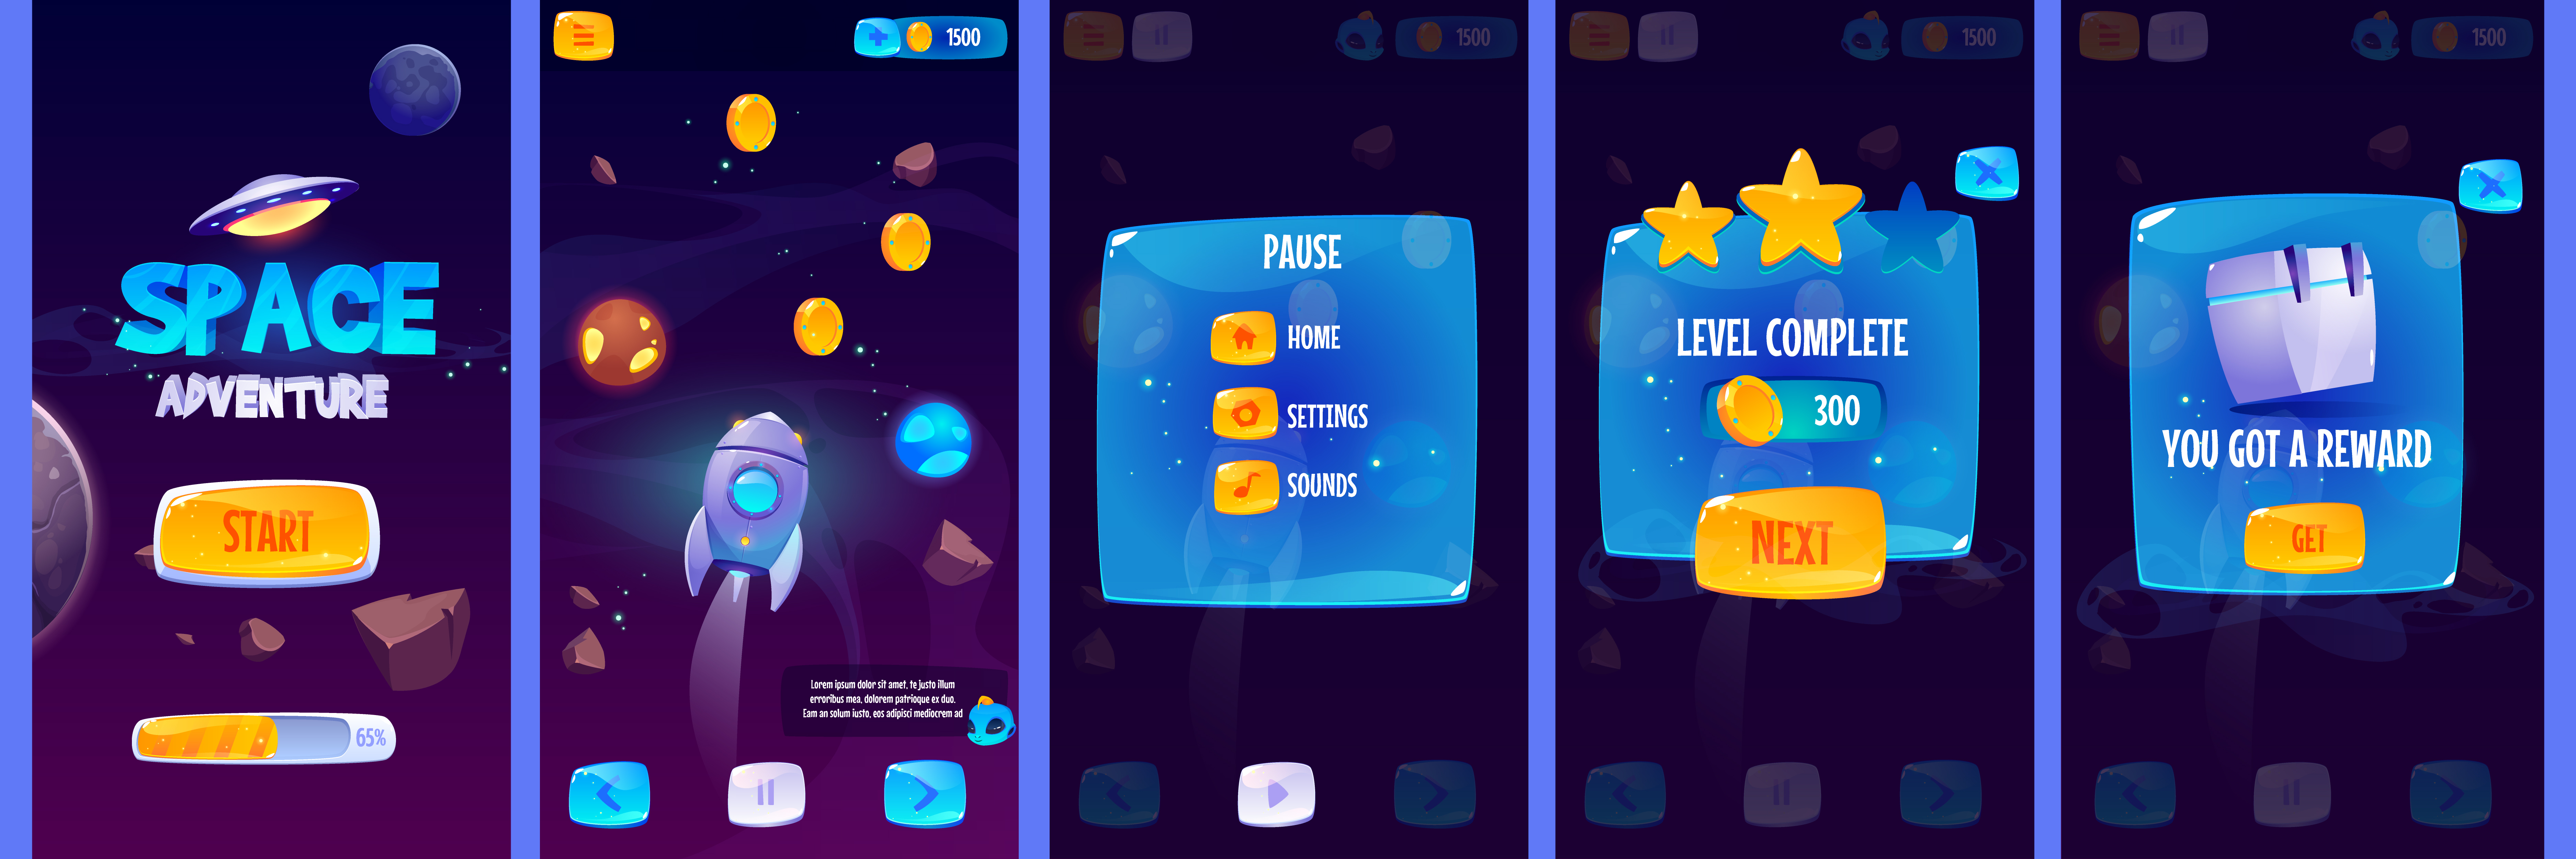 SPACE
ADVENTURE
START
65%
1500
Lorem ipsum dolor sit amet, te justo illum
erroribus mea, dolorem patrioque ex duo.
Eam an solum iusto, eos adipisci mediocrem ad
1500
PAUSE
HOME
SETTINGS
SOUNDS
1500
LEVEL COMPLETE
300
NEXT
1500
YOU GOT A REWARD
GET